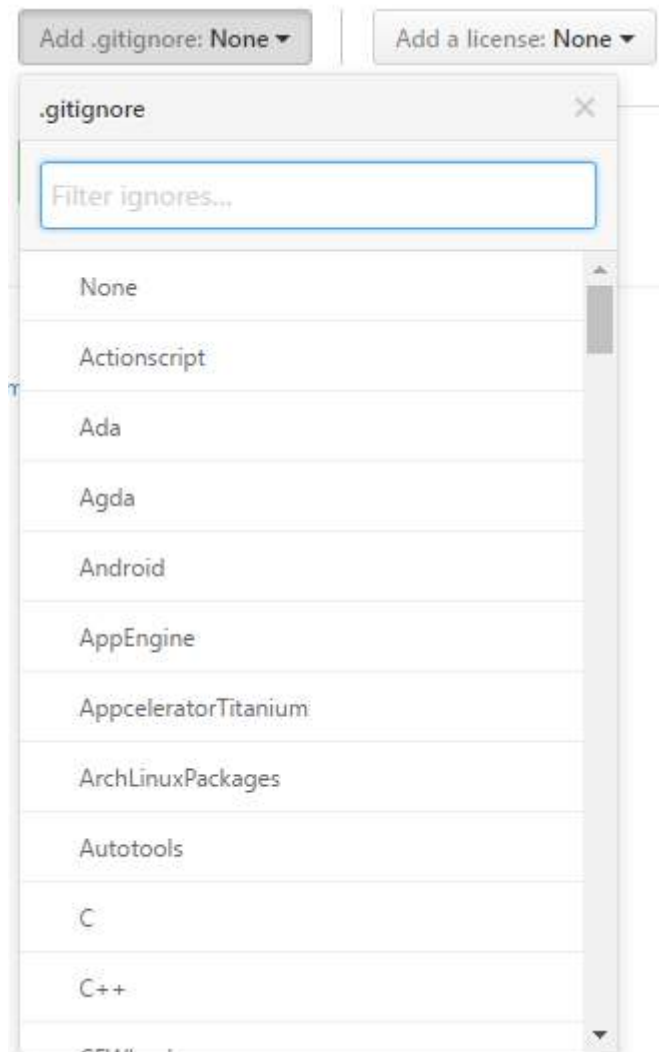 Add .gitignore: None
Add a license: None
.gitignore
Filter ignores...
None
Actionscript
Ada
Agda
Android
AppEngine
AppceleratorTitanium
ArchLinuxPackages
Autotools
C
C++